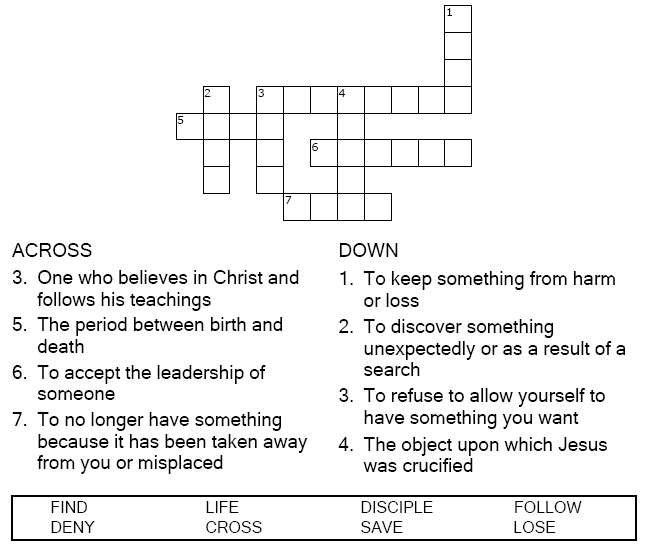 1
2 3 4
5
6
7
ACROSS
3. One who believes in Christ and
follows his teachings
5. The period between birth and
death
6. To accept the leadership of
someone
7. To no longer have something
because it has been taken away
from you or misplaced
DOWN
1. To keep something from harm
or loss
2. To discover something
unexpectedly or as a result of a
search
3. To refuse to allow yourself to
have something you want
4. The object upon which Jesus
was crucified
FIND LIFE DISCIPLE FOLLOW
DENY CROSS SAVE LOSE